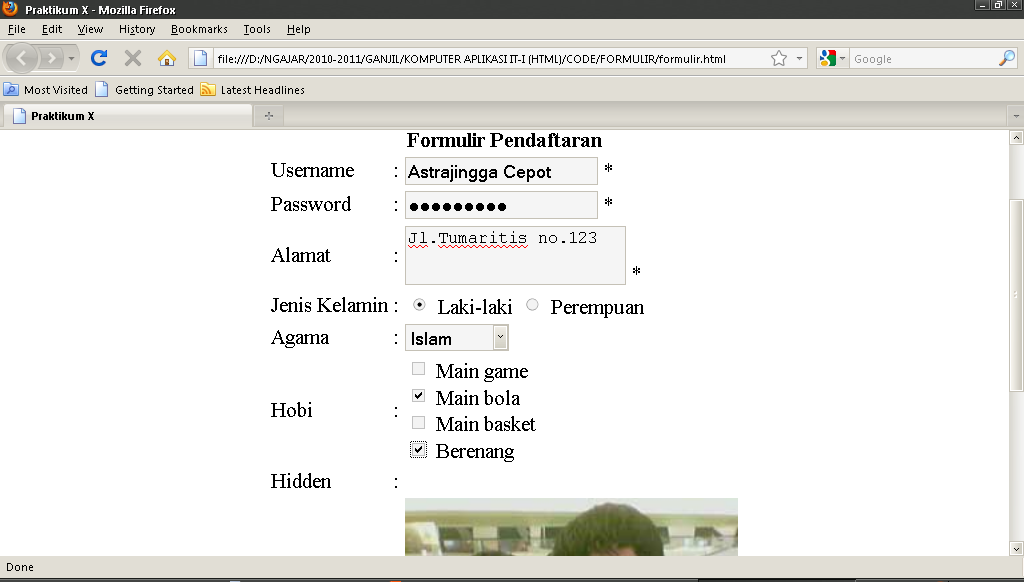 Praktikum X - Mozilla Firefox
File Edit View History Bookmarks Tools Help
file:///D:/NGAJAR/2010-2011/GANJIL/KOMPUTER APLIKASI IT-I (HTML)/CODE/FORMULIR/formulir.html Google
Most Visited Getting Started Latest Headlines
Praktikum X
Formulir Pendaftaran
Username : Astrajingga Cepot *
Password : ●●●●●●●●● *
Alamat : Jl.Tumaritis no.123 *
Jenis Kelamin : Laki-laki Perempuan
Agama : Islam
Hobi :
Main game
Main bola
Main basket
Berenang
Hidden :
Done